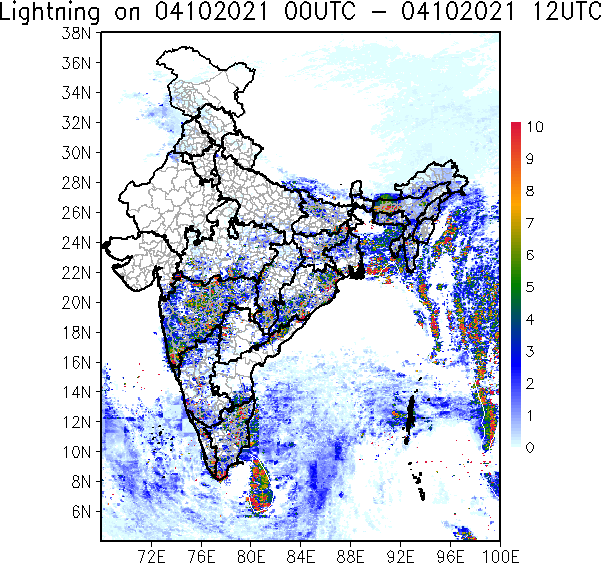 Lightning on 04102021 00UTC – 04102021 12UTC
38N
36N
34N
32N
30N
28N
26N
24N
22N
20N
18N
16N
14N
12N
10N
8N
6N
72E 76E 80E 84E 88E 92E 96E 100E
10
9
8
7
6
5
4
3
2
1
0